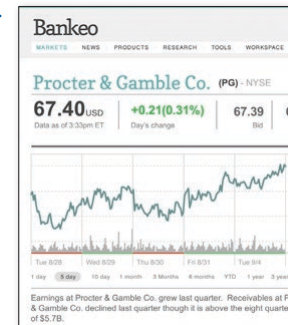 Bankeo
MARKETS NEWS PRODUCTS RESEARCH TOOLS WORKSPACE
Procter & Gamble Co. (PG) - NYSE
67.40 USD +0.21(0.31%) 67.39
Data as of 3:33pm ET Day's change Bid
Tue 8/28 Wed 8/29 Thu 8/30 Fri 8/31 Tue 9/4
1 day 5 day 10 day 1 month 3 Months 6 months YTD 1 year 3 year
Earnings at Procter & Gamble Co. grew last quarter. Receivables at P
& Gamble Co. declined last quarter though it is above the eight quarte
of $5.7B.